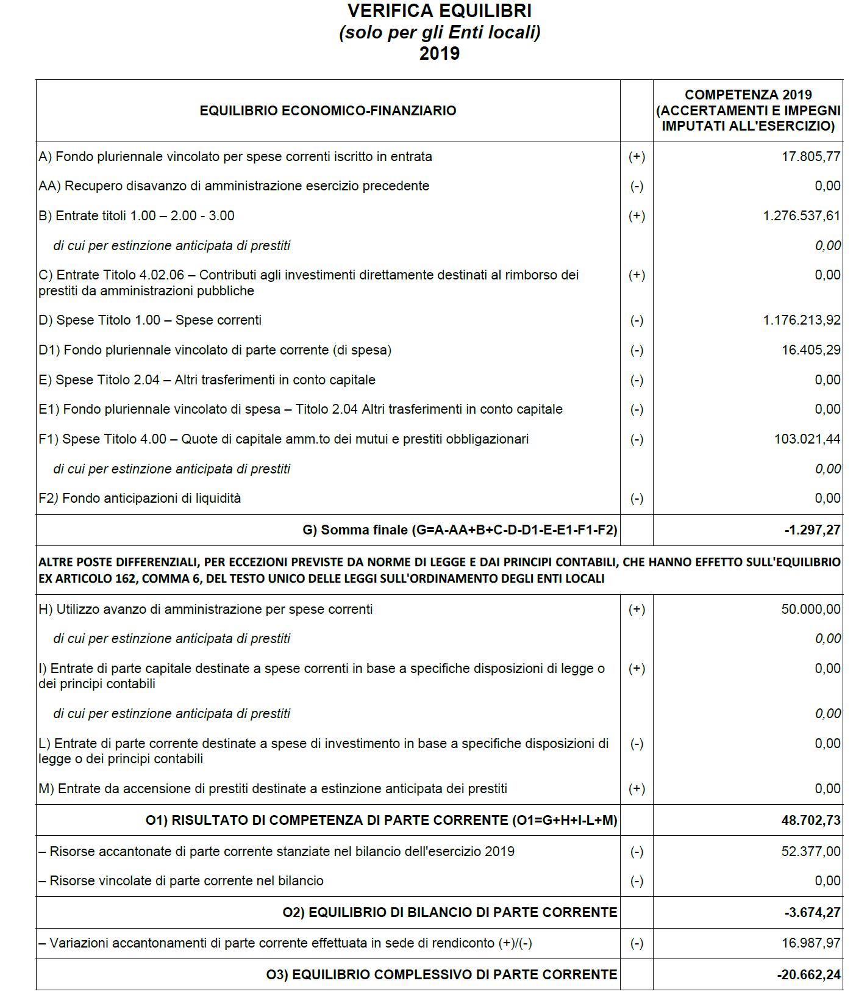 VERIFICA EQUILIBRI
(solo per gli Enti locali)
2019
EQUILIBRIO ECONOMICO-FINANZIARIO
COMPETENZA 2019
(ACCERTAMENTI E IMPEGNI
IMPUTATI ALL'ESERCIZIO)
A) Fondo pluriennale vincolato per spese correnti iscritto in entrata (+) 17.805,77
AA) Recupero disavanzo di amministrazione esercizio precedente (-) 0,00
B) Entrate titoli 1.00 – 2.00 - 3.00 (+) 1.276.537,61
di cui per estinzione anticipata di prestiti 0,00
C) Entrate Titolo 4.02.06 – Contributi agli investimenti direttamente destinati al rimborso dei (+) 0,00
prestiti da amministrazioni pubbliche
D) Spese Titolo 1.00 – Spese correnti (-) 1.176.213,92
D1) Fondo pluriennale vincolato di parte corrente (di spesa) (-) 16.405,29
E) Spese Titolo 2.04 – Altri trasferimenti in conto capitale (-) 0,00
E1) Fondo pluriennale vincolato di spesa – Titolo 2.04 Altri trasferimenti in conto capitale (-) 0,00
F1) Spese Titolo 4.00 – Quote di capitale amm.to dei mutui e prestiti obbligazionari (-) 103.021,44
di cui per estinzione anticipata di prestiti 0,00
F2) Fondo anticipazioni di liquidità (-) 0,00
G) Somma finale (G=A-AA+B+C-D-D1-E-E1-F1-F2) -1.297,27
ALTRE POSTE DIFFERENZIALI, PER ECCEZIONI PREVISTE DA NORME DI LEGGE E DAI PRINCIPI CONTABILI, CHE HANNO EFFETTO SULL'EQUILIBRIO
EX ARTICOLO 162, COMMA 6, DEL TESTO UNICO DELLE LEGGI SULL'ORDINAMENTO DEGLI ENTI LOCALI
H) Utilizzo avanzo di amministrazione per spese correnti (+) 50.000,00
di cui per estinzione anticipata di prestiti 0,00
I) Entrate di parte capitale destinate a spese correnti in base a specifiche disposizioni di legge o (+) 0,00
dei principi contabili
di cui per estinzione anticipata di prestiti 0,00
L) Entrate di parte corrente destinate a spese di investimento in base a specifiche disposizioni di (-) 0,00
legge o dei principi contabili
M) Entrate da accensione di prestiti destinate a estinzione anticipata dei prestiti (+) 0,00
O1) RISULTATO DI COMPETENZA DI PARTE CORRENTE (O1=G+H+I-L+M) 48.702,73
– Risorse accantonate di parte corrente stanziate nel bilancio dell'esercizio 2019 (-) 52.377,00
– Risorse vincolate di parte corrente nel bilancio (-) 0,00
O2) EQUILIBRIO DI BILANCIO DI PARTE CORRENTE -3.674,27
– Variazioni accantonamenti di parte corrente effettuata in sede di rendiconto (+)/(-) (-) 16.987,97
O3) EQUILIBRIO COMPLESSIVO DI PARTE CORRENTE -20.662,24